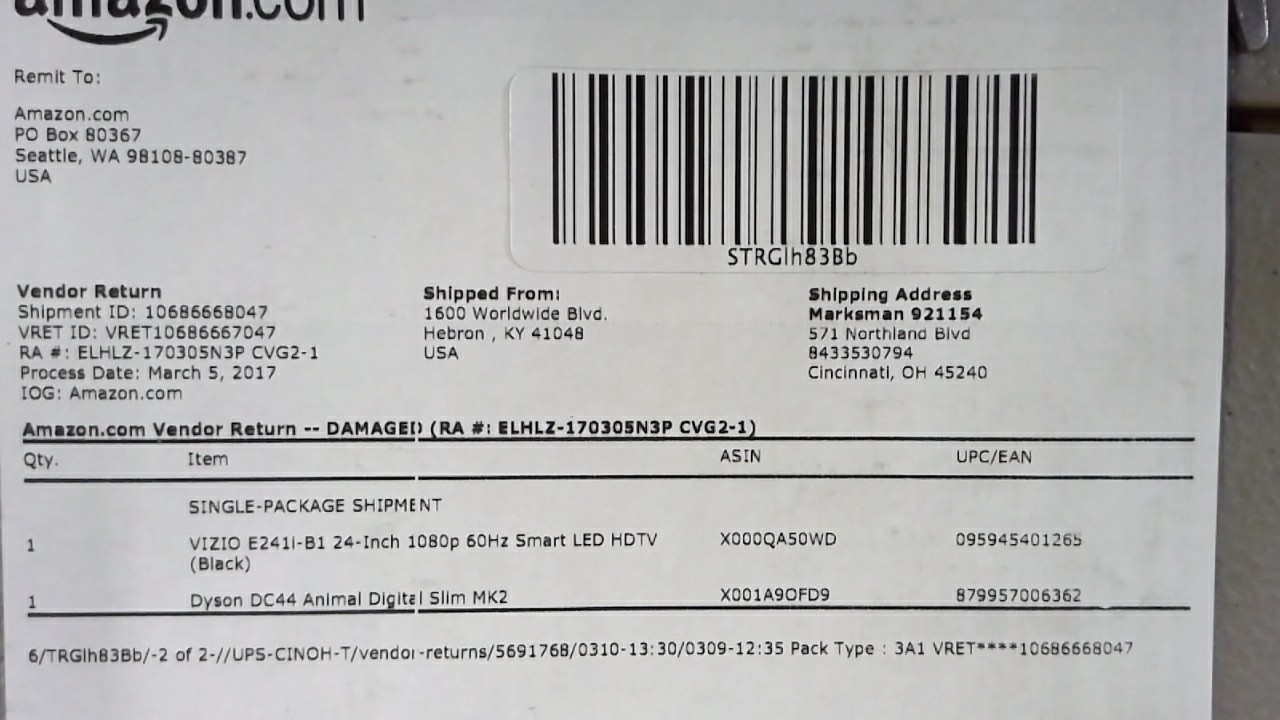 amazon.com
Remit To:
Amazon.com
PO Box 80367
Seattle, WA 98108-80387
USA
STRGlh83Bb
Vendor Return
Shipment ID: 10686668047
VRET ID: VRET10686667047
RA #: ELHLZ-170305N3P CVG2-1
Process Date: March 5, 2017
IOG: Amazon.com
Shipped From:
1600 Worldwide Blvd.
Hebron , KY 41048
USA
Shipping Address
Marksman 921154
571 Northland Blvd
8433530794
Cincinnati, OH 45240
Amazon.com Vendor Return -- DAMAGED (RA #: ELHLZ-170305N3P CVG2-1)
Qty. Item ASIN UPC/EAN
SINGLE-PACKAGE SHIPMENT
1 VIZIO E241i-B1 24-Inch 1080p 60Hz Smart LED HDTV X000QA50WD 095945401265
(Black)
1 Dyson DC44 Animal Digital Slim MK2 X001A9OFD9 879957006362
6/TRGlh83Bb/-2 of 2-//UPS-CINOH-T/vendor-returns/5691768/0310-13:30/0309-12:35 Pack Type : 3A1 VRET****10686668047